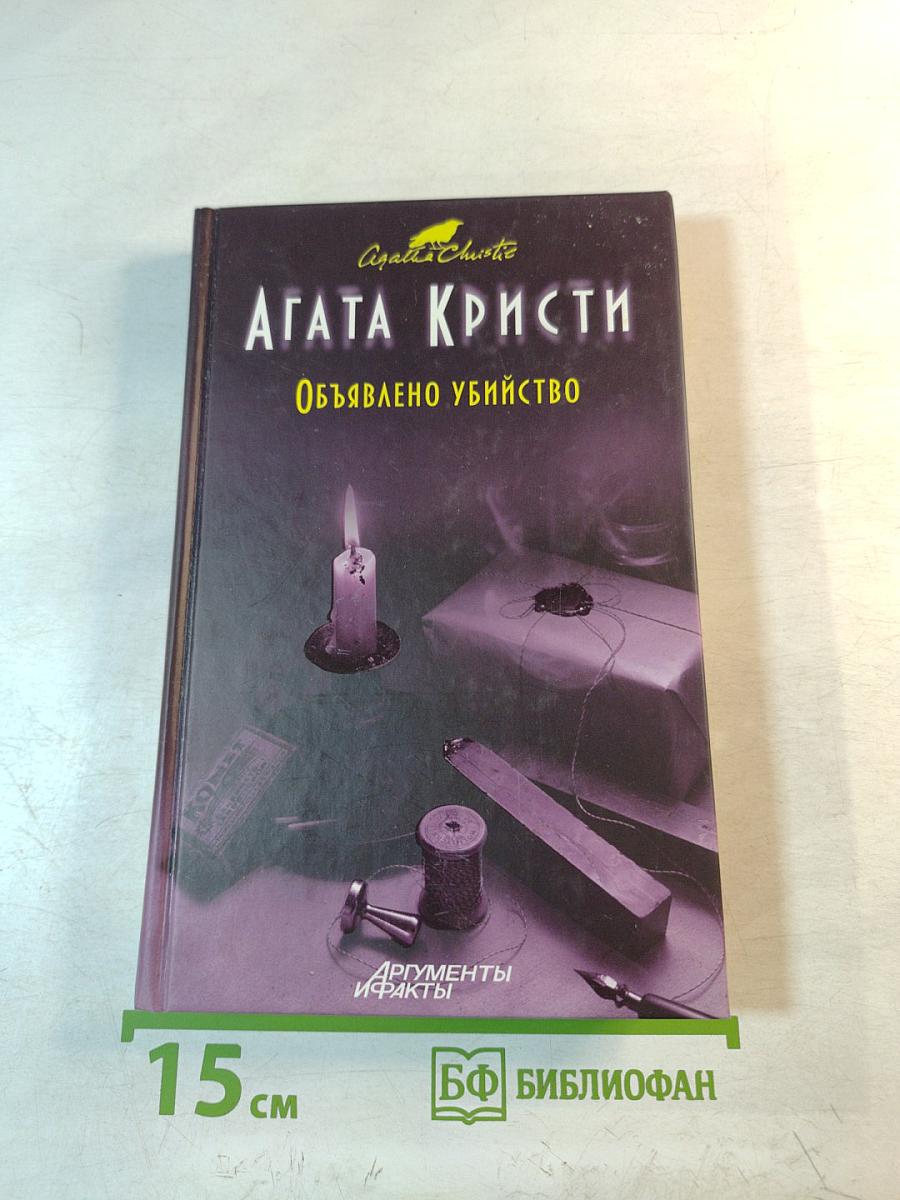 Agatha Christie
Агата Кристи
Объявлено убийство
Аргументы
и факты
15 см
БФ БИБЛИОФАН